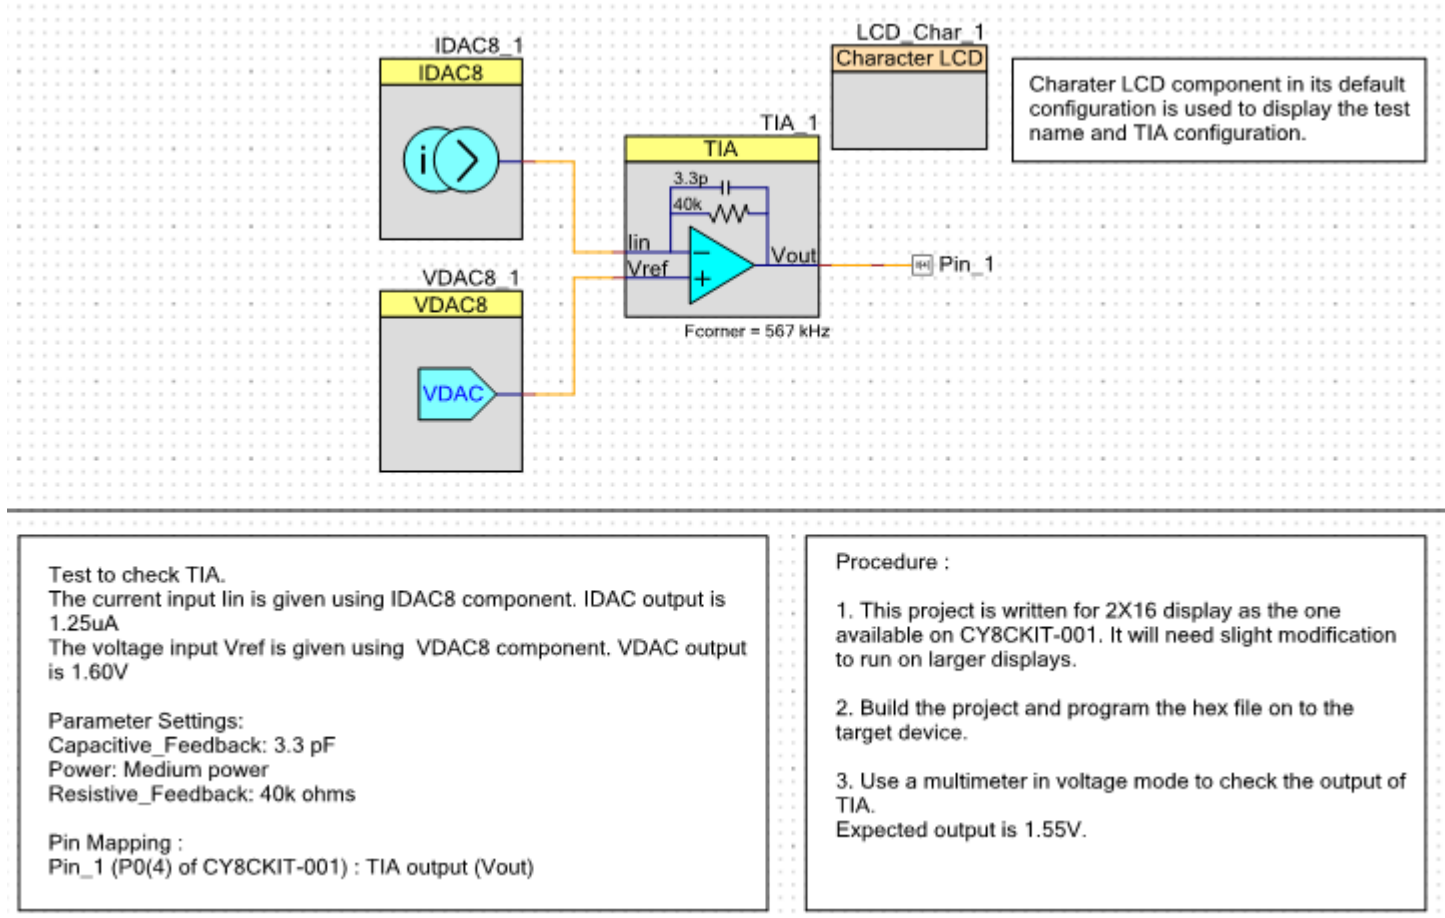 IDAC8_1
IDAC8
i
LCD_Char_1
Character LCD
Charater LCD component in its default
configuration is used to display the test
name and TIA configuration.
TIA_1
TIA
3.3p
40k
Iin
Vref
Vout
Pin_1
Fcorner = 567 kHz
VDAC8_1
VDAC8
VDAC
Test to check TIA.
The current input Iin is given using IDAC8 component. IDAC output is
1.25uA
The voltage input Vref is given using  VDAC8 component. VDAC output
is 1.60V
Parameter Settings:
Capacitive_Feedback: 3.3 pF
Power: Medium power
Resistive_Feedback: 40k ohms
Pin Mapping :
Pin_1 (P0(4) of CY8CKIT-001) : TIA output (Vout)
Procedure :
1. This project is written for 2X16 display as the one
available on CY8CKIT-001. It will need slight modification
to run on larger displays.
2. Build the project and program the hex file on to the
target device.
3. Use a multimeter in voltage mode to check the output of
TIA.
Expected output is 1.55V.